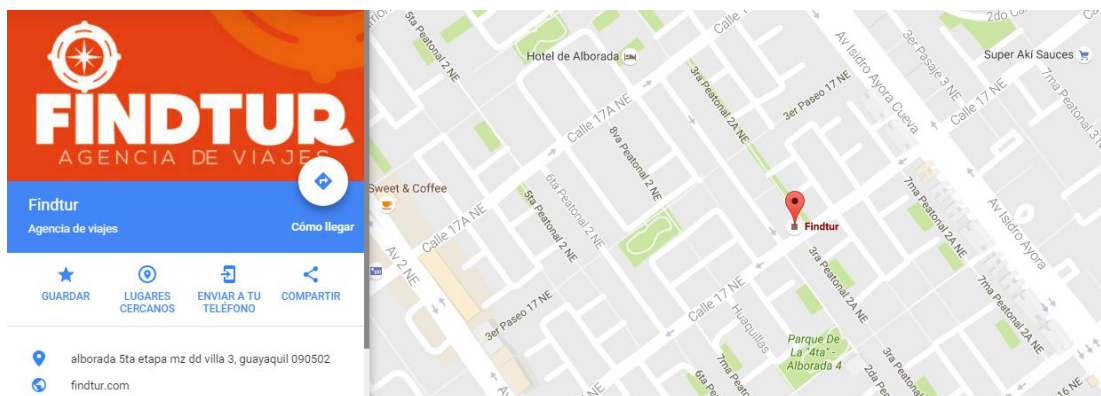 FINDTUR
AGENCIA DE VIAJES
Findtur
Agencia de viajes
Cómo llegar
GUARDAR
LUGARES
CERCANOS
ENVIAR A TU
TELÉFONO
COMPARTIR
alborada 5ta etapa mz dd villa 3, guayaquil 090502
findtur.com
5ta Peatonal 2 NE
Hotel de Alborada
Calle 17A NE
8va Peatonal 2 NE
3ra Peatonal 2A NE
3er Paseo 17 NE
Av Isidro Ayora Cueva
3er Pasaje 3 NE
Super Akí Sauces
Calle 17 NE
7ma Peatonal 3
Sweet & Coffee
Calle 17A NE
Av 2 NE
5ta Peatonal 2 NE
6ta Peatonal 2 NE
Findtur
3ra Peatonal 2A NE
7ma Peatonal 2A NE
Av Isidro Ayora
7ma Peatonal 2A NE
3er Paseo 17 NE
Calle 17 NE
Huaquillas
Parque De
La "4ta" -
Alborada 4
3ra Peatonal
2da
6ta
7ma
16 NE